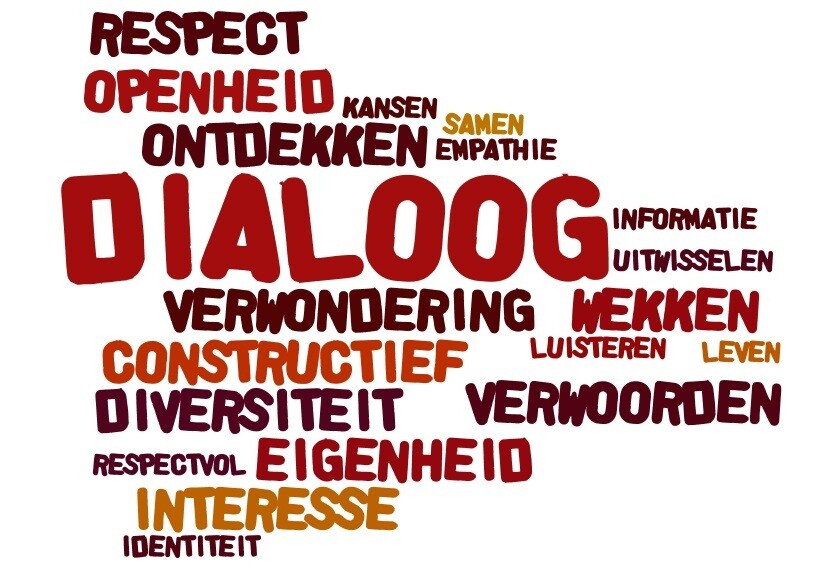 RESPECT
OPENHEID
KANSEN
SAMEN
ONTDEKKEN
EMPATHIE
DIALOOG
INFORMATIE
UITWISSELEN
VERWONDERING
WEKKEN
CONSTRUCTIEF
LUISTEREN
LEVEN
DIVERSITEIT
VERWOORDEN
RESPECTVOL
EIGENHEID
INTERESSE
IDENTITEIT